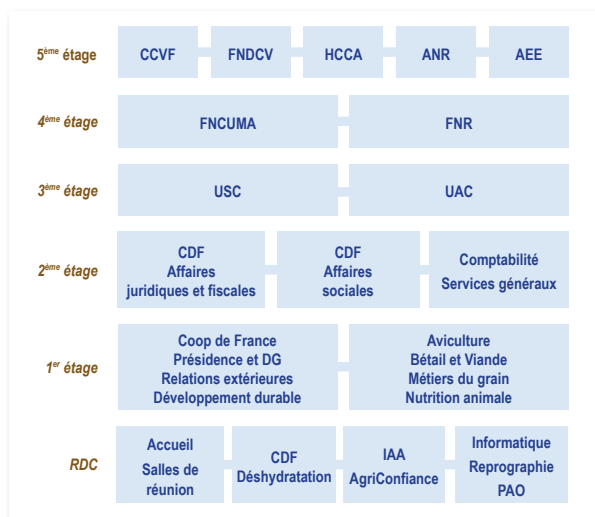 5ème étage
CCVF
FNDCV
HCCA
ANR
AEE
4ème étage
FNCUMA
FNR
3ème étage
USC
UAC
2ème étage
CDF
Affaires
juridiques et fiscales
CDF
Affaires
sociales
Comptabilité
Services généraux
1er étage
Coop de France
Présidence et DG
Relations extérieures
Développement durable
Aviculture
Bétail et Viande
Métiers du grain
Nutrition animale
RDC
Accueil
Salles de
réunion
CDF
Déshydratation
IAA
AgriConfiance
Informatique
Reprographie
PAO